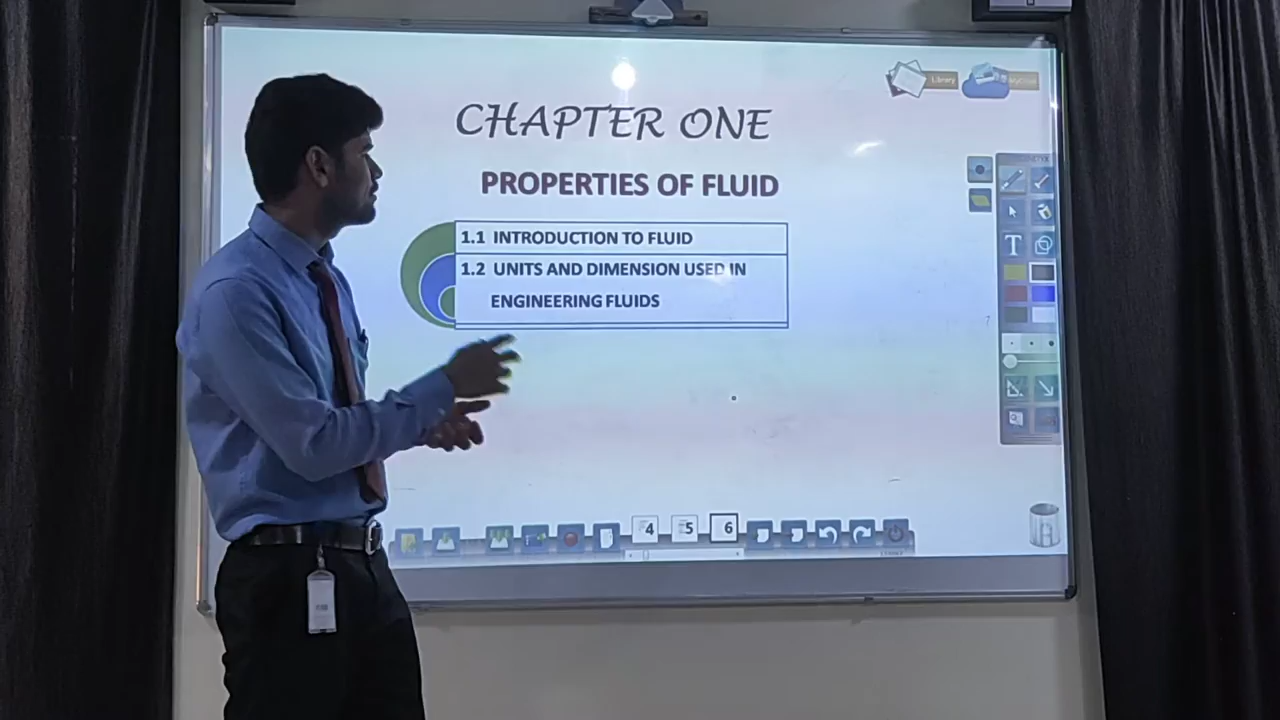 Library
CHAPTER ONE
PROPERTIES OF FLUID
1.1 INTRODUCTION TO FLUID
1.2 UNITS AND DIMENSION USED IN
ENGINEERING FLUIDS
T
4 5 6